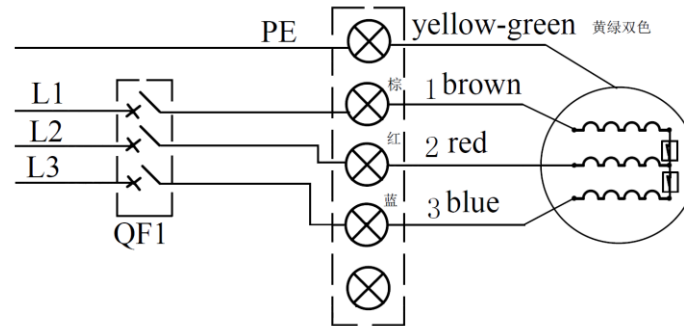 PE
yellow-green 黄绿双色
L1
棕
1 brown
L2
红
2 red
L3
蓝
3 blue
QF1